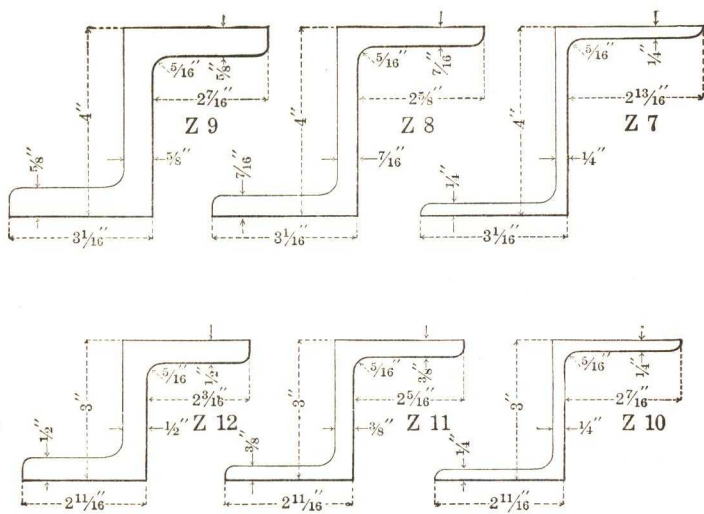 5/16″ 5/8″ 5/16″ 7/16″ 5/16″ 1/4″
2 7/16″ 2 9/16″ 2 13/16″
4″ Z 9 4″ Z 8 4″ Z 7
5/8″ 5/8″ 7/16″ 7/16″ 1/4″ 1/4″
3 1/16″ 3 1/16″ 3 1/16″
5/16″ 1/2″ 5/16″ 3/8″ 5/16″ 1/4″
2 3/16″ 2 5/16″ 2 7/16″
3″ 3″ 3″
1/2″ 1/2″ Z 12 3/8″ 3/8″ Z 11 1/4″ 1/4″ Z 10
2 11/16″ 2 11/16″ 2 11/16″